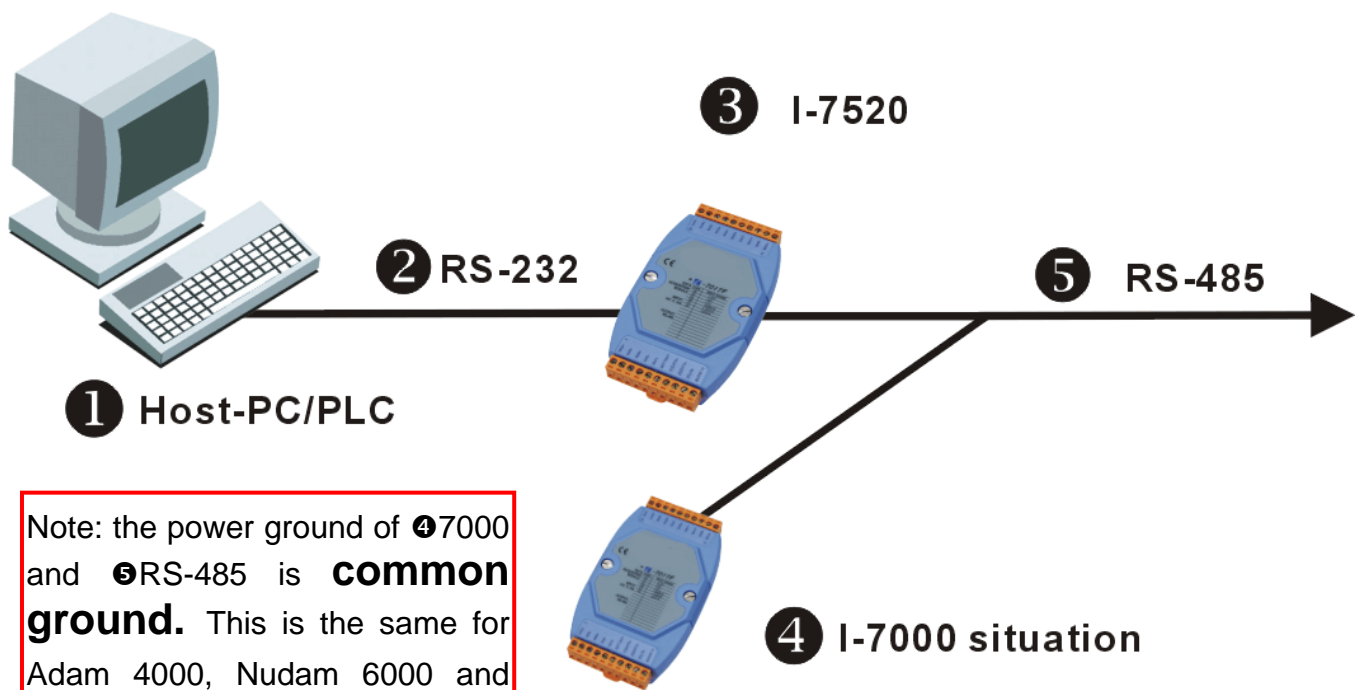 ❸ I-7520
❷ RS-232
❺ RS-485
❶ Host-PC/PLC
Note: the power ground of ❹7000
and ❺RS-485 is common
ground. This is the same for
Adam 4000, Nudam 6000 and
❹ I-7000 situation